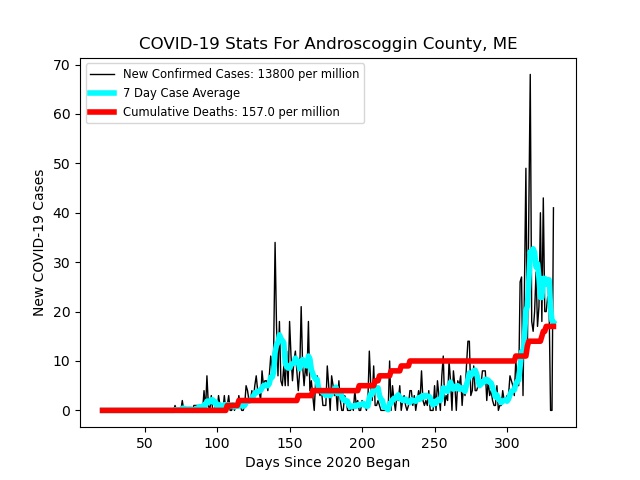 COVID-19 Stats For Androscoggin County, ME
New Confirmed Cases: 13800 per million
7 Day Case Average
Cumulative Deaths: 157.0 per million
70
60
50
40
30
20
10
0
New COVID-19 Cases
50 100 150 200 250 300
Days Since 2020 Began